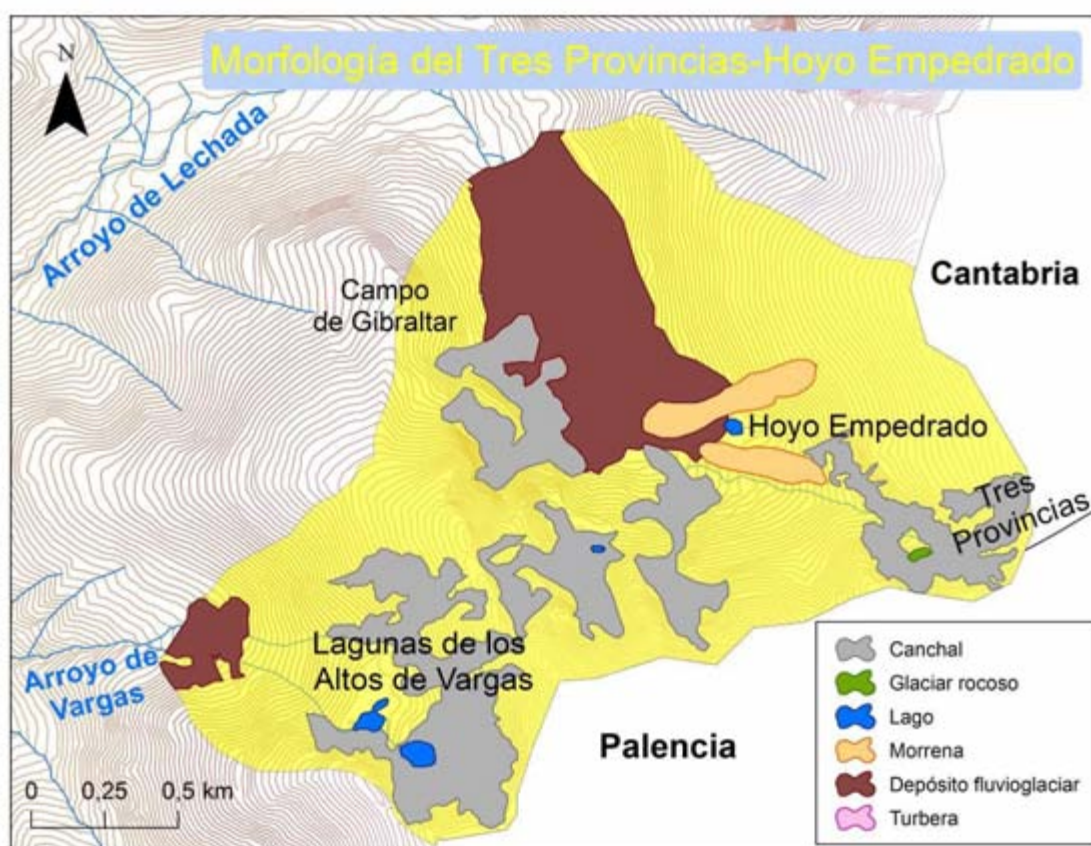 Morfología del Tres Provincias-Hoyo Empedrado
N
Arroyo de Lechada
Campo
de Gibraltar
Cantabria
Hoyo Empedrado
Tres
Provincias
Lagunas de los
Altos de Vargas
Arroyo de
Vargas
Palencia
0 0,25 0,5 km
Canchal
Glaciar rocoso
Lago
Morrena
Depósito fluvioglaciar
Turbera